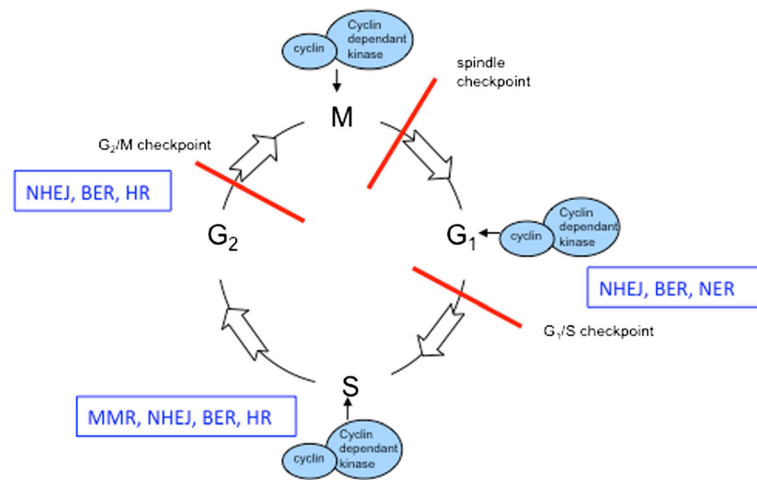 Cyclin
dependant
kinase
cyclin
spindle
checkpoint
M
G₂/M checkpoint
NHEJ, BER, HR
G₂
G₁
cyclin
Cyclin
dependant
kinase
NHEJ, BER, NER
G₁/S checkpoint
S
MMR, NHEJ, BER, HR
Cyclin
dependant
kinase
cyclin